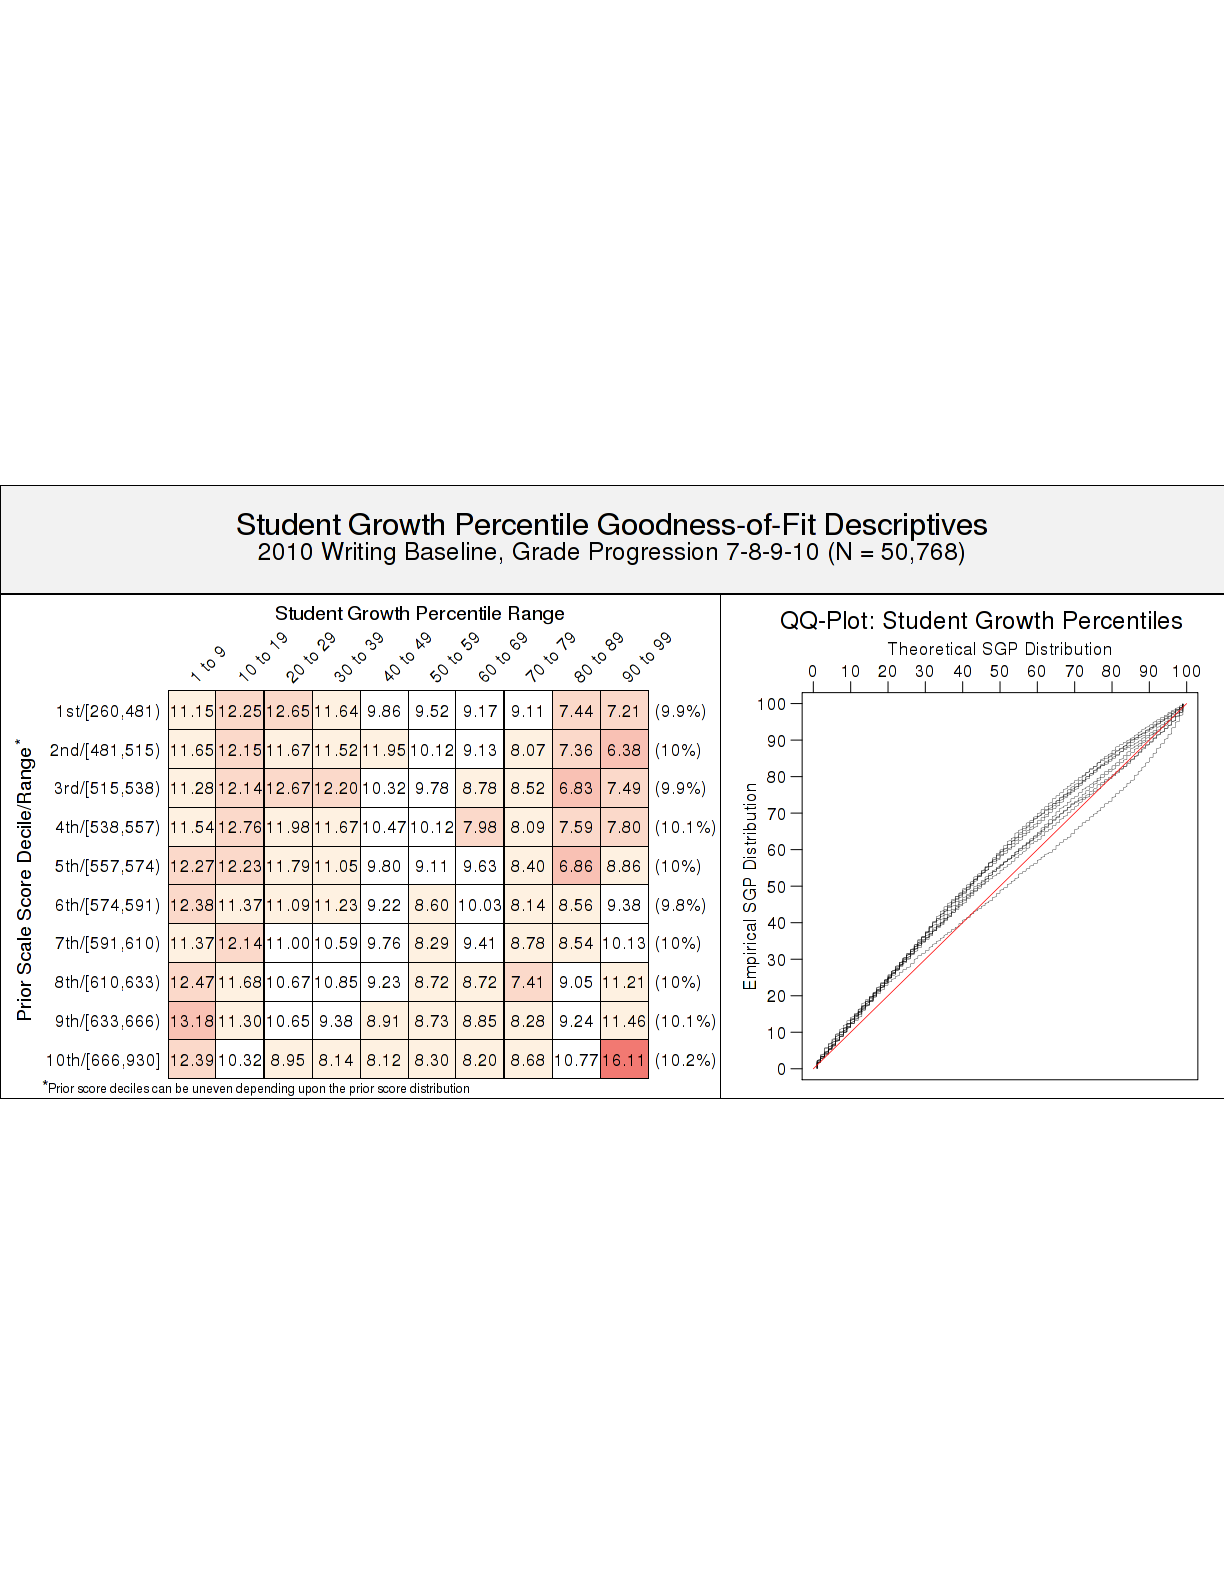 Student Growth Percentile Goodness-of-Fit Descriptives
2010 Writing Baseline, Grade Progression 7-8-9-10 (N = 50,768)
Student Growth Percentile Range
1 to 9 10 to 19 20 to 29 30 to 39 40 to 49 50 to 59 60 to 69 70 to 79 80 to 89 90 to 99
Prior Scale Score Decile/Range*
1st/[260,481) 11.15 12.25 12.65 11.64 9.86 9.52 9.17 9.11 7.44 7.21 (9.9%)
2nd/[481,515) 11.65 12.15 11.67 11.52 11.95 10.12 9.13 8.07 7.36 6.38 (10%)
3rd/[515,538) 11.28 12.14 12.67 12.20 10.32 9.78 8.78 8.52 6.83 7.49 (9.9%)
4th/[538,557) 11.54 12.76 11.98 11.67 10.47 10.12 7.98 8.09 7.59 7.80 (10.1%)
5th/[557,574) 12.27 12.23 11.79 11.05 9.80 9.11 9.63 8.40 6.86 8.86 (10%)
6th/[574,591) 12.38 11.37 11.09 11.23 9.22 8.60 10.03 8.14 8.56 9.38 (9.8%)
7th/[591,610) 11.37 12.14 11.00 10.59 9.76 8.29 9.41 8.78 8.54 10.13 (10%)
8th/[610,633) 12.47 11.68 10.67 10.85 9.23 8.72 8.72 7.41 9.05 11.21 (10%)
9th/[633,666) 13.18 11.30 10.65 9.38 8.91 8.73 8.85 8.28 9.24 11.46 (10.1%)
10th/[666,930] 12.39 10.32 8.95 8.14 8.12 8.30 8.20 8.68 10.77 16.11 (10.2%)
*Prior score deciles can be uneven depending upon the prior score distribution
QQ-Plot: Student Growth Percentiles
Theoretical SGP Distribution
0 10 20 30 40 50 60 70 80 90 100
Empirical SGP Distribution
100
90
80
70
60
50
40
30
20
10
0